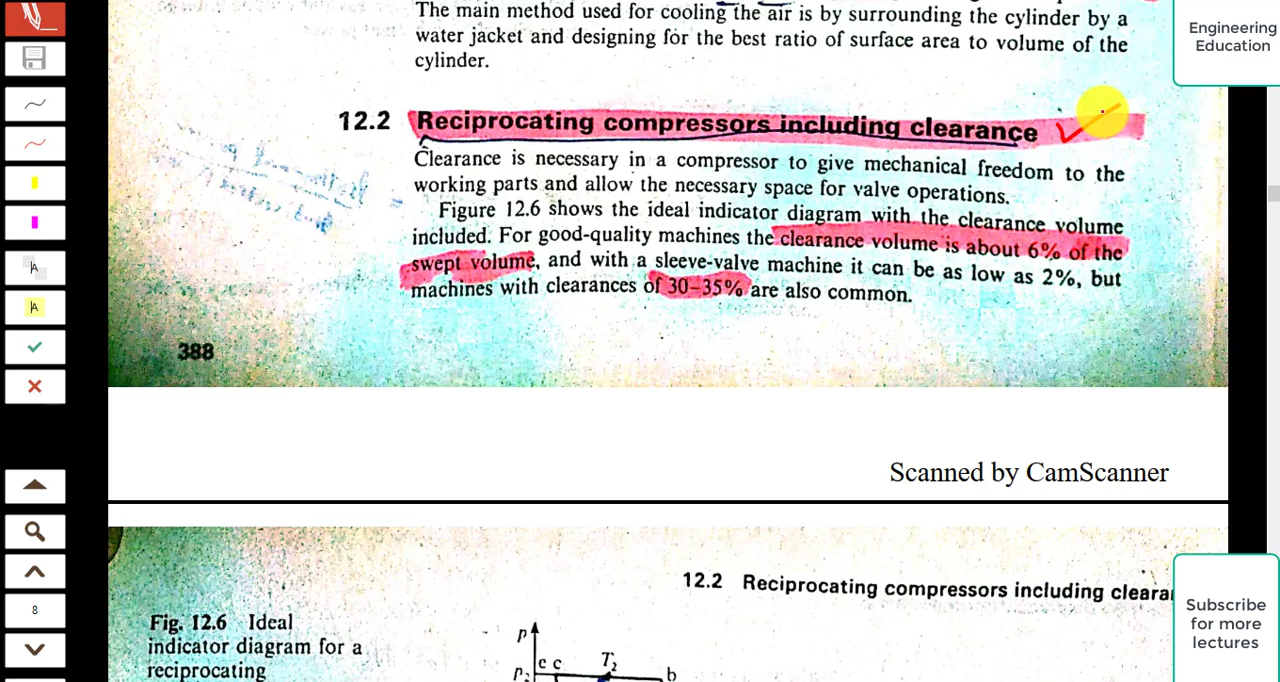 The main method used for cooling the air is by surrounding the cylinder by a
water jacket and designing for the best ratio of surface area to volume of the
cylinder.
Engineering
Education
12.2 Reciprocating compressors including clearance
Clearance is necessary in a compressor to give mechanical freedom to the
working parts and allow the necessary space for valve operations.
Figure 12.6 shows the ideal indicator diagram with the clearance volume
included. For good-quality machines the clearance volume is about 6% of the
swept volume, and with a sleeve-valve machine it can be as low as 2%, but
machines with clearances of 30–35% are also common.
388
Scanned by CamScanner
12.2 Reciprocating compressors including cleara
Fig. 12.6 Ideal
indicator diagram for a
reciprocating
p
c c T₂
p₂ b
A
A
8
Subscribe
for more
lectures